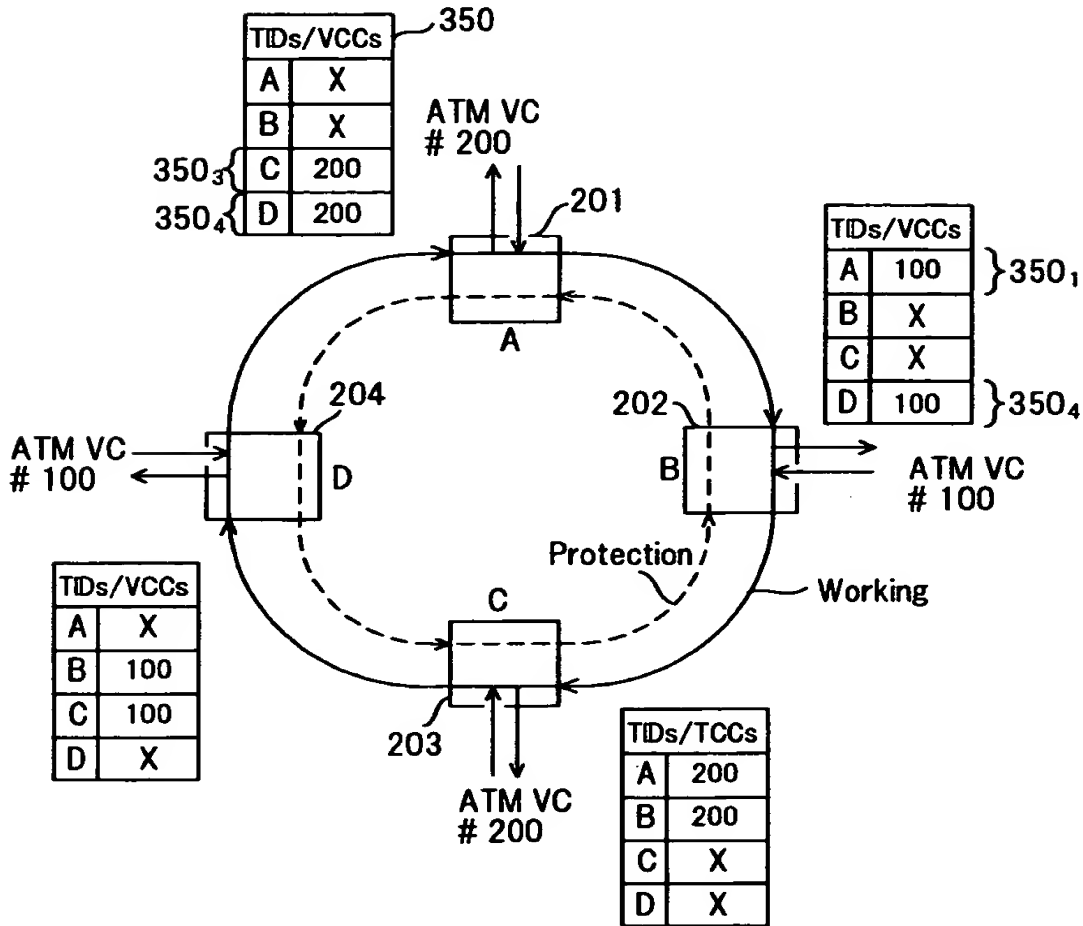 TIDs/VCCs
A X
B X
C 200
D 200
350
350₃
350₄
ATM VC
# 200
201
TIDs/VCCs
A 100
B X
C X
D 100
350₁
350₄
A
204
202
ATM VC
# 100
D
B
ATM VC
# 100
Protection
Working
C
TIDs/VCCs
A X
B 100
C 100
D X
203
ATM VC
# 200
TIDs/TCCs
A 200
B 200
C X
D X